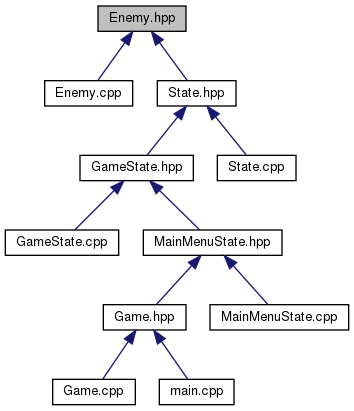 Enemy.hpp
Enemy.cpp
State.hpp
GameState.hpp
State.cpp
GameState.cpp
MainMenuState.hpp
Game.hpp
MainMenuState.cpp
Game.cpp
main.cpp